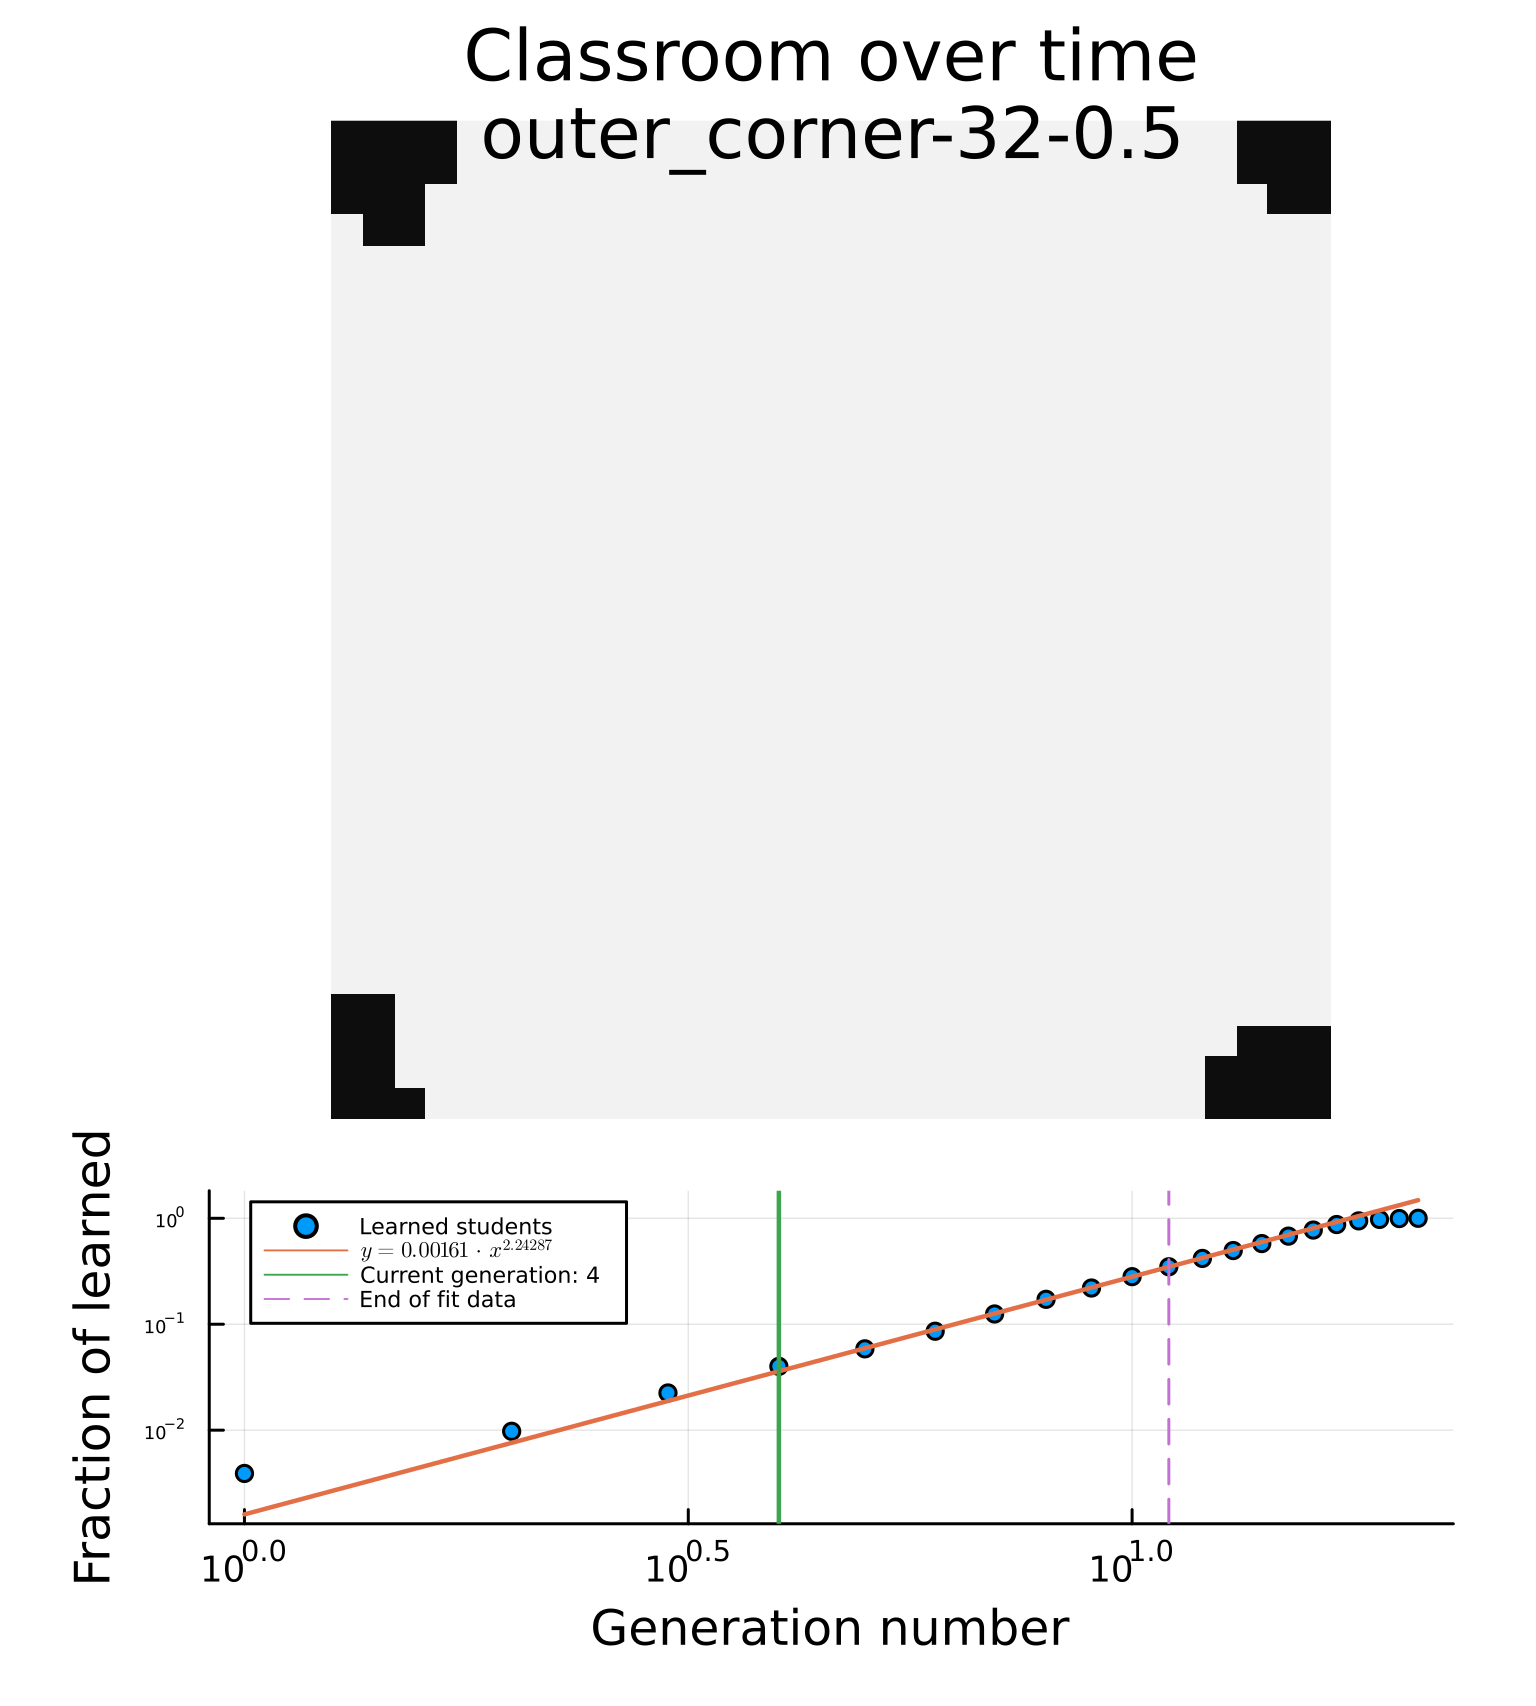 Classroom over time
outer_corner-32-0.5
Fraction of learned
10^0
10^−1
10^−2
Learned students
y = 0.00161 · x^2.24287
Current generation: 4
End of fit data
10^0.0
10^0.5
10^1.0
Generation number